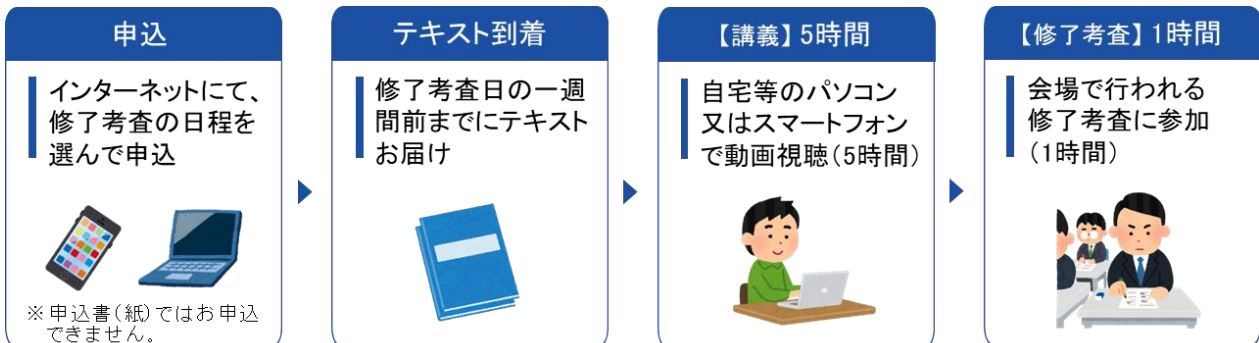 申込
インターネットにて、
修了考査の日程を
選んで申込
※申込書(紙)ではお申込
できません。
テキスト到着
修了考査日の一週
間前までにテキスト
お届け
【講義】5時間
自宅等のパソコン
又はスマートフォン
で動画視聴(5時間)
【修了考査】1時間
会場で行われる
修了考査に参加
(1時間)